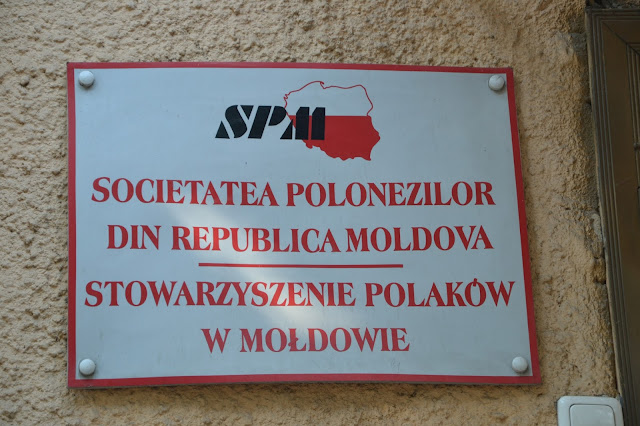 SPM
SOCIETATEA POLONEZILOR
DIN REPUBLICA MOLDOVA
STOWARZYSZENIE POLAKÓW
W MOŁDOWIE